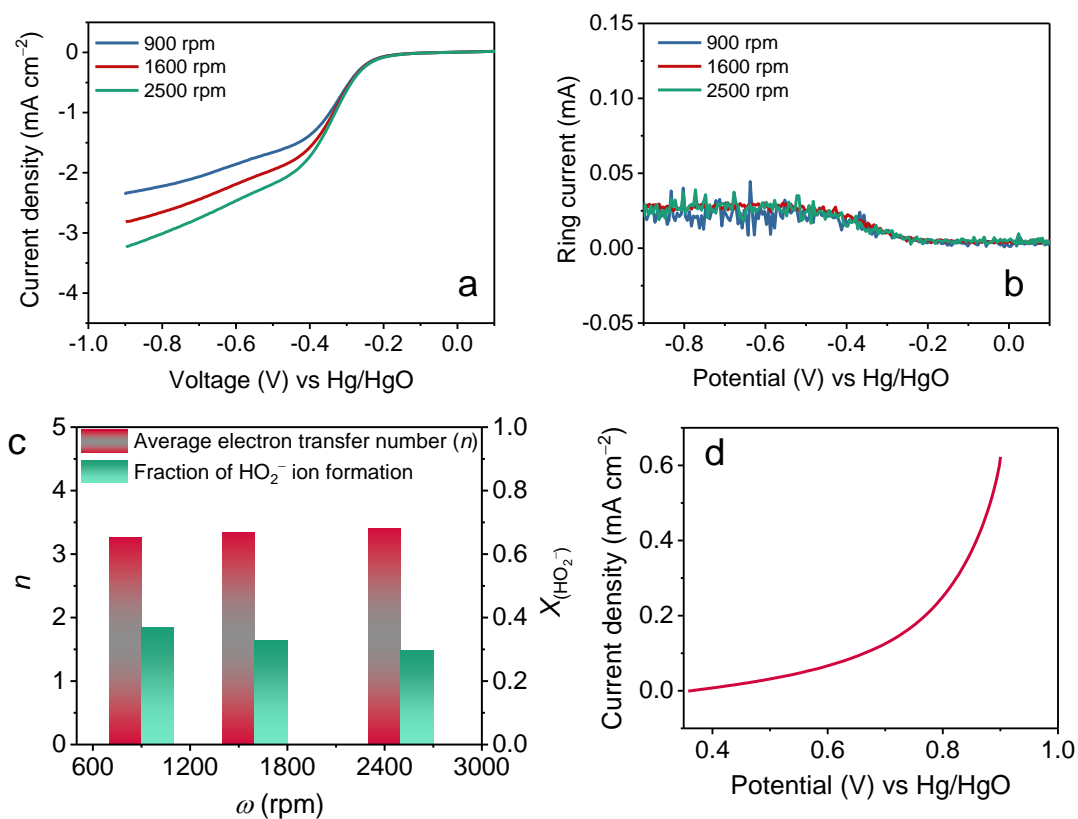 900 rpm
1600 rpm
2500 rpm
0
-1
-2
-3
-4
Current density (mA cm⁻²)
-1.0 -0.8 -0.6 -0.4 -0.2 0.0
Voltage (V) vs Hg/HgO
a
900 rpm
1600 rpm
2500 rpm
0.15
0.10
0.05
0.00
-0.05
Ring current (mA)
-0.8 -0.6 -0.4 -0.2 0.0
Potential (V) vs Hg/HgO
b
c
Average electron transfer number (n)
Fraction of HO₂⁻ ion formation
5
4
3
2
1
0
n
1.0
0.8
0.6
0.4
0.2
0.0
X(HO₂⁻)
600 1200 1800 2400 3000
ω (rpm)
d
0.6
0.4
0.2
0.0
Current density (mA cm⁻²)
0.4 0.6 0.8 1.0
Potential (V) vs Hg/HgO